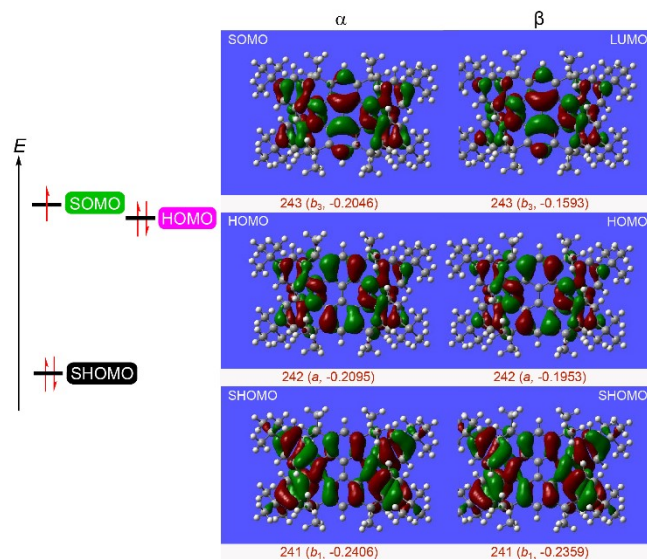 α β
SOMO LUMO
243 (b₃, -0.2046) 243 (b₃, -0.1593)
E
SOMO
HOMO
HOMO HOMO
242 (a, -0.2095) 242 (a, -0.1953)
SHOMO
SHOMO SHOMO
241 (b₁, -0.2406) 241 (b₁, -0.2359)